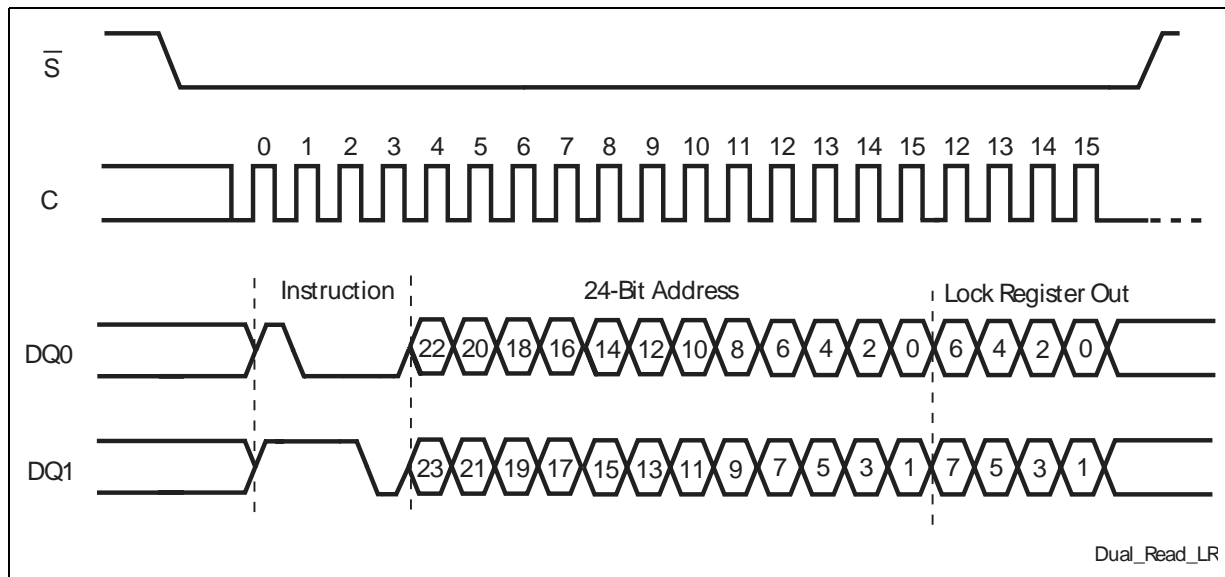 S
0 1 2 3 4 5 6 7 8 9 10 11 12 13 14 15 12 13 14 15
C
Instruction 24-Bit Address Lock Register Out
DQ0 22 20 18 16 14 12 10 8 6 4 2 0 6 4 2 0
DQ1 23 21 19 17 15 13 11 9 7 5 3 1 7 5 3 1
Dual_Read_LR